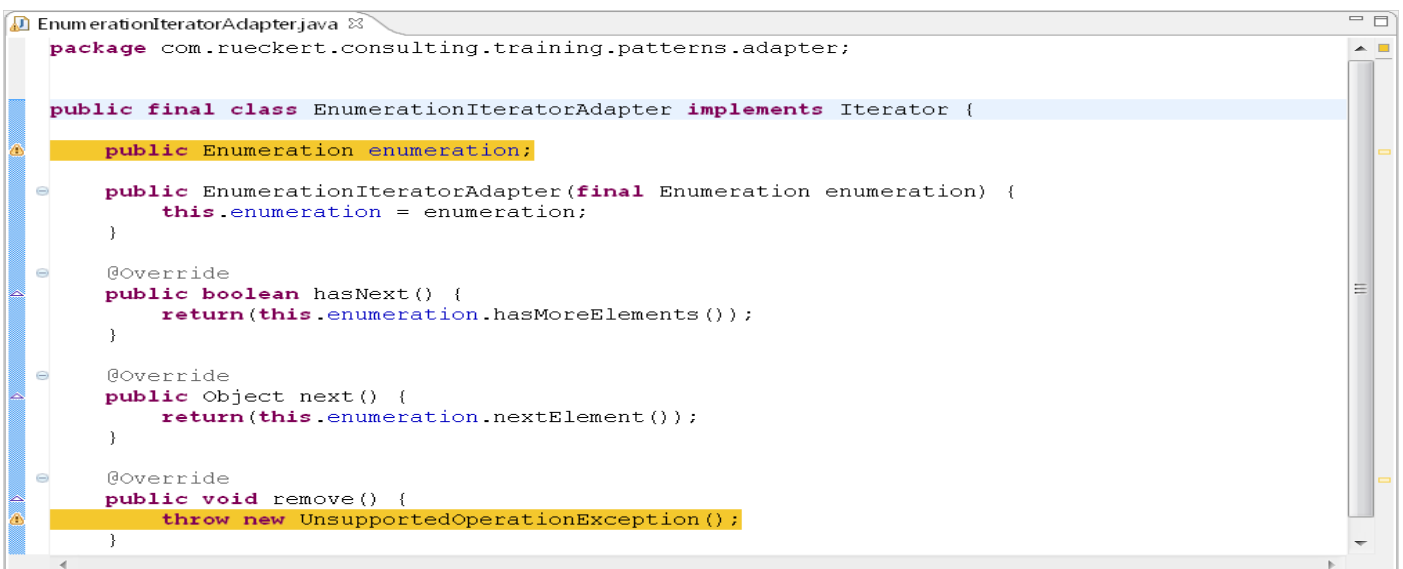 EnumerationIteratorAdapter.java
package com.rueckert.consulting.training.patterns.adapter;
public final class EnumerationIteratorAdapter implements Iterator {
public Enumeration enumeration;
public EnumerationIteratorAdapter(final Enumeration enumeration) {
this.enumeration = enumeration;
}
@Override
public boolean hasNext() {
return(this.enumeration.hasMoreElements());
}
@Override
public Object next() {
return(this.enumeration.nextElement());
}
@Override
public void remove() {
throw new UnsupportedOperationException();
}